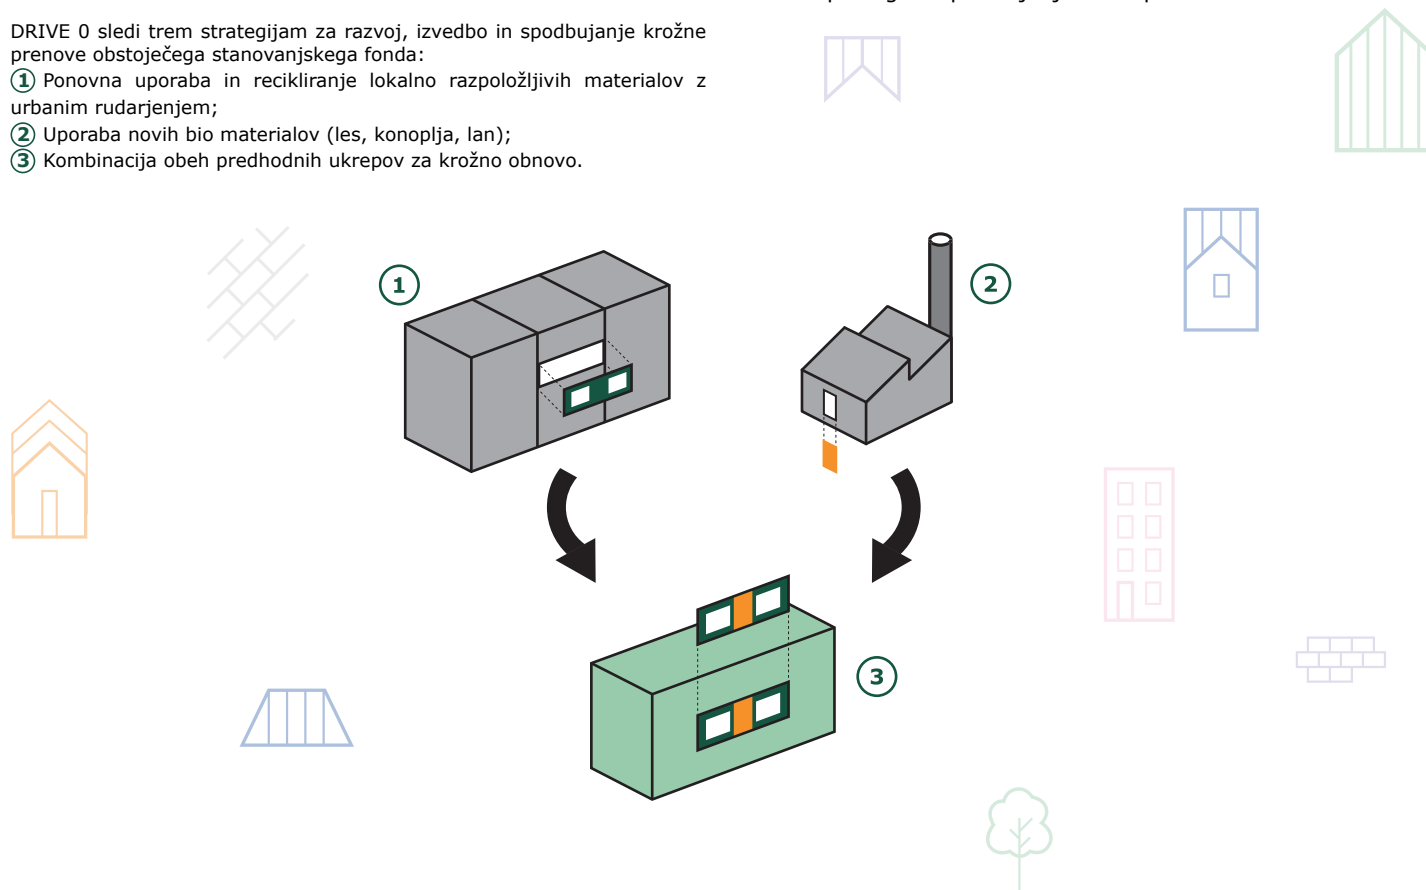 DRIVE 0 sledi trem strategijam za razvoj, izvedbo in spodbujanje krožne
prenove obstoječega stanovanjskega fonda:
1 Ponovna uporaba in recikliranje lokalno razpoložljivih materialov z
urbanim rudarjenjem;
2 Uporaba novih bio materialov (les, konoplja, lan);
3 Kombinacija obeh predhodnih ukrepov za krožno obnovo.
1
2
3